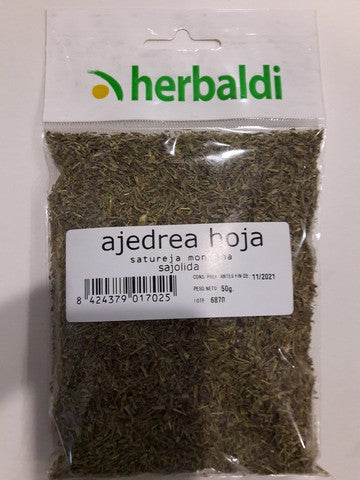 herbaldi
ajedrea hoja
satureja montana
sajolida
CONS. PREF. ANTES FIN DE: 11/2021
PESO NETO: 50g.
LOTE: 6870
8 424379 017025